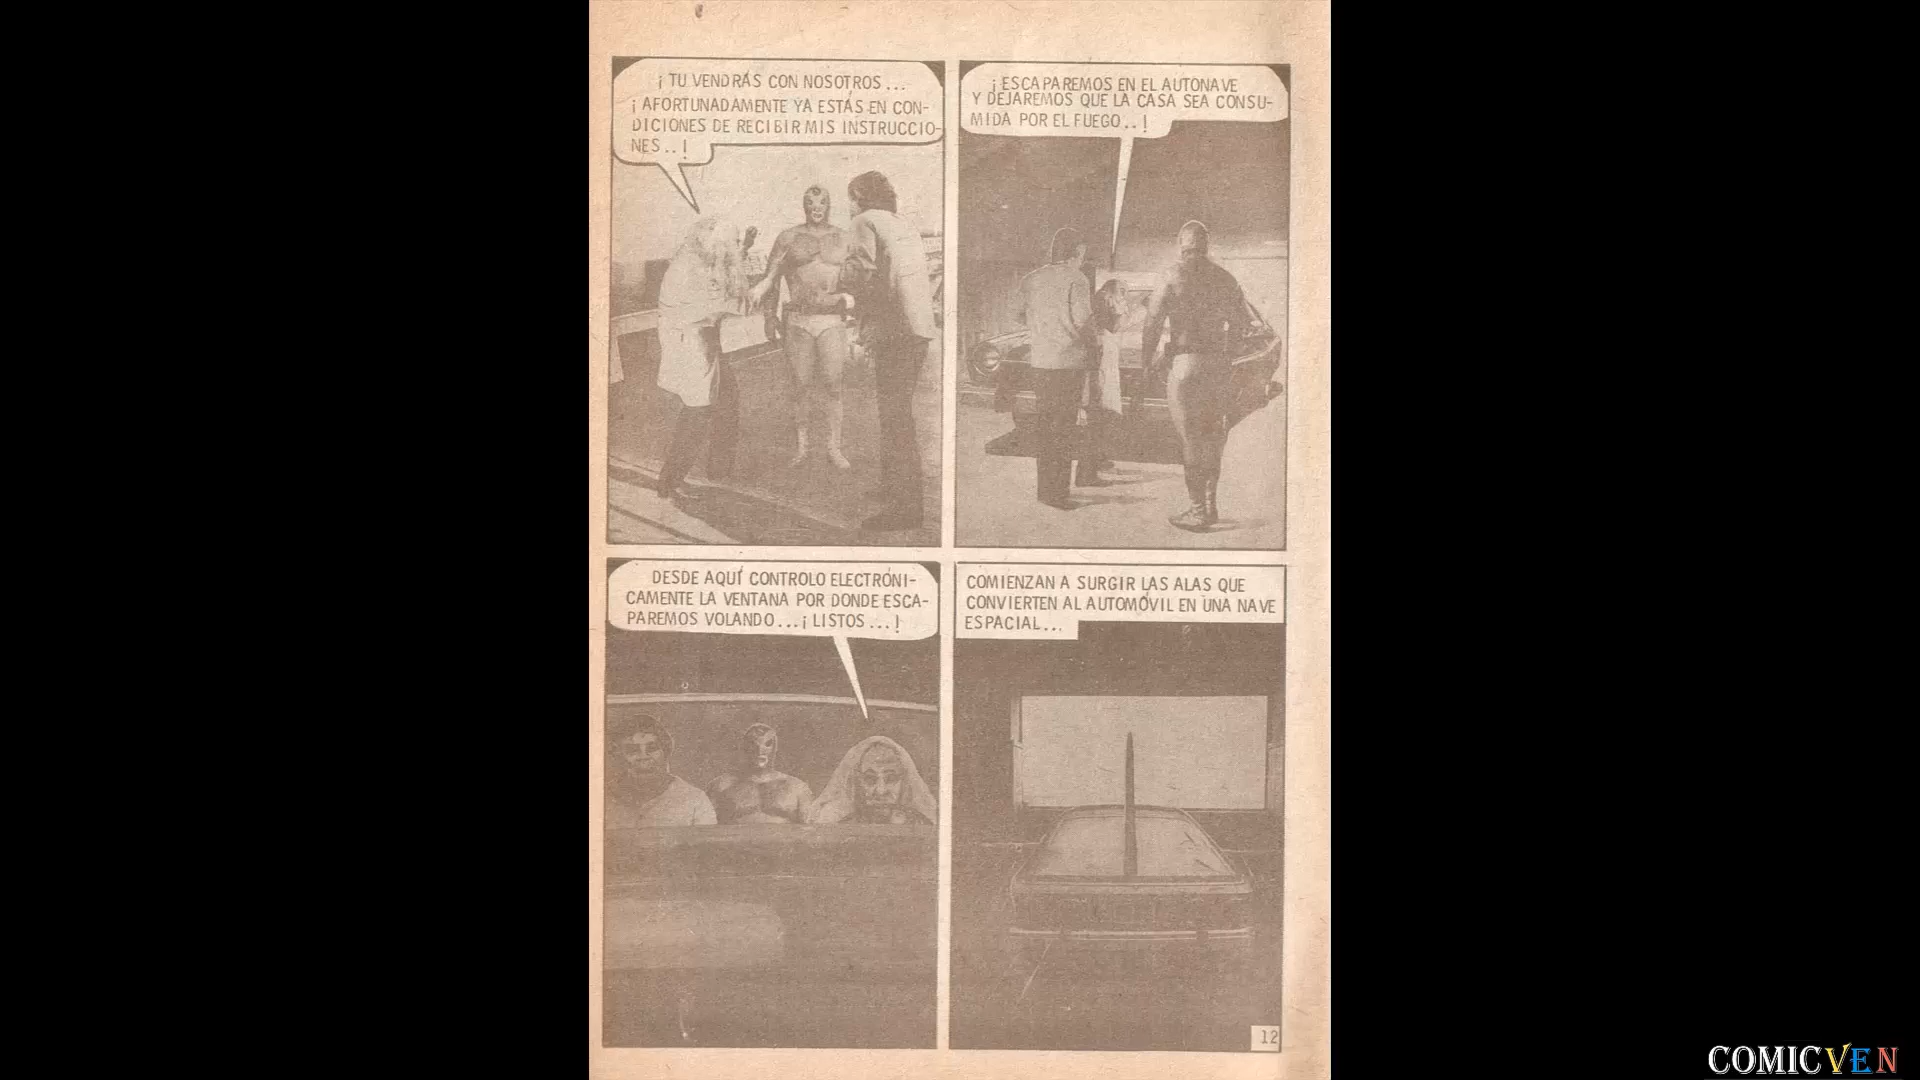 ¡ TU VENDRÁS CON NOSOTROS...
¡ AFORTUNADAMENTE YA ESTÁS EN CON-
DICIONES DE RECIBIR MIS INSTRUCCIO-
NES..!
¡ ESCAPAREMOS EN EL AUTONAVE
Y DEJAREMOS QUE LA CASA SEA CONSU-
MIDA POR EL FUEGO..!
DESDE AQUÍ CONTROLO ELECTRÓNI-
CAMENTE LA VENTANA POR DONDE ESCA-
PAREMOS VOLANDO...¡ LISTOS...!
COMIENZAN A SURGIR LAS ALAS QUE
CONVIERTEN AL AUTOMÓVIL EN UNA NAVE
ESPACIAL...
12
COMICVEN